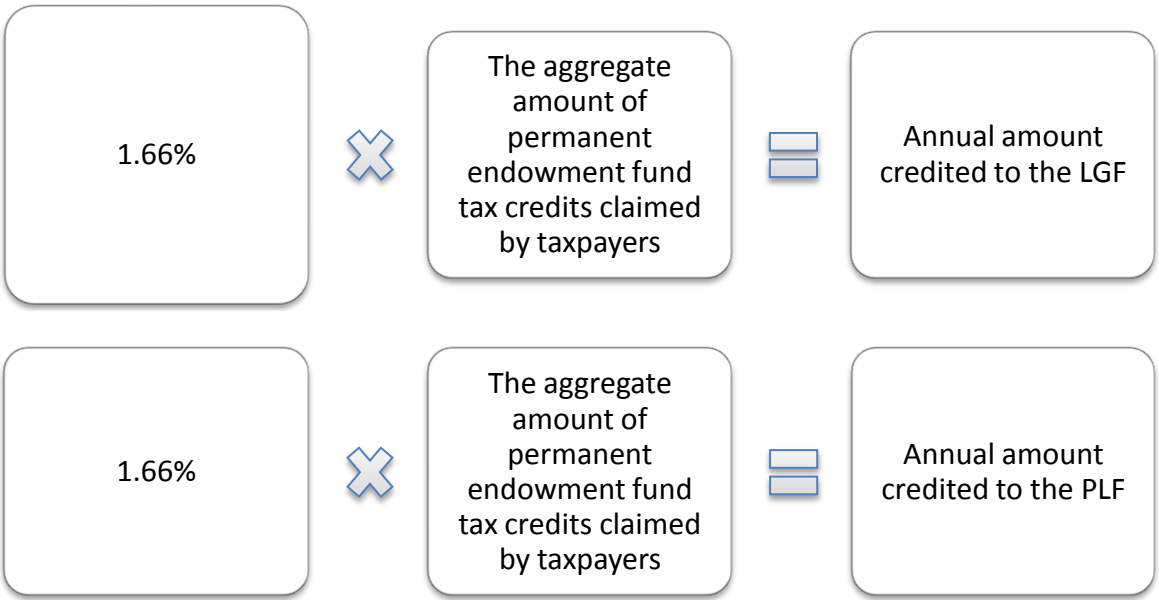 1.66%
The aggregate
amount of
permanent
endowment fund
tax credits claimed
by taxpayers
Annual amount
credited to the LGF
1.66%
The aggregate
amount of
permanent
endowment fund
tax credits claimed
by taxpayers
Annual amount
credited to the PLF